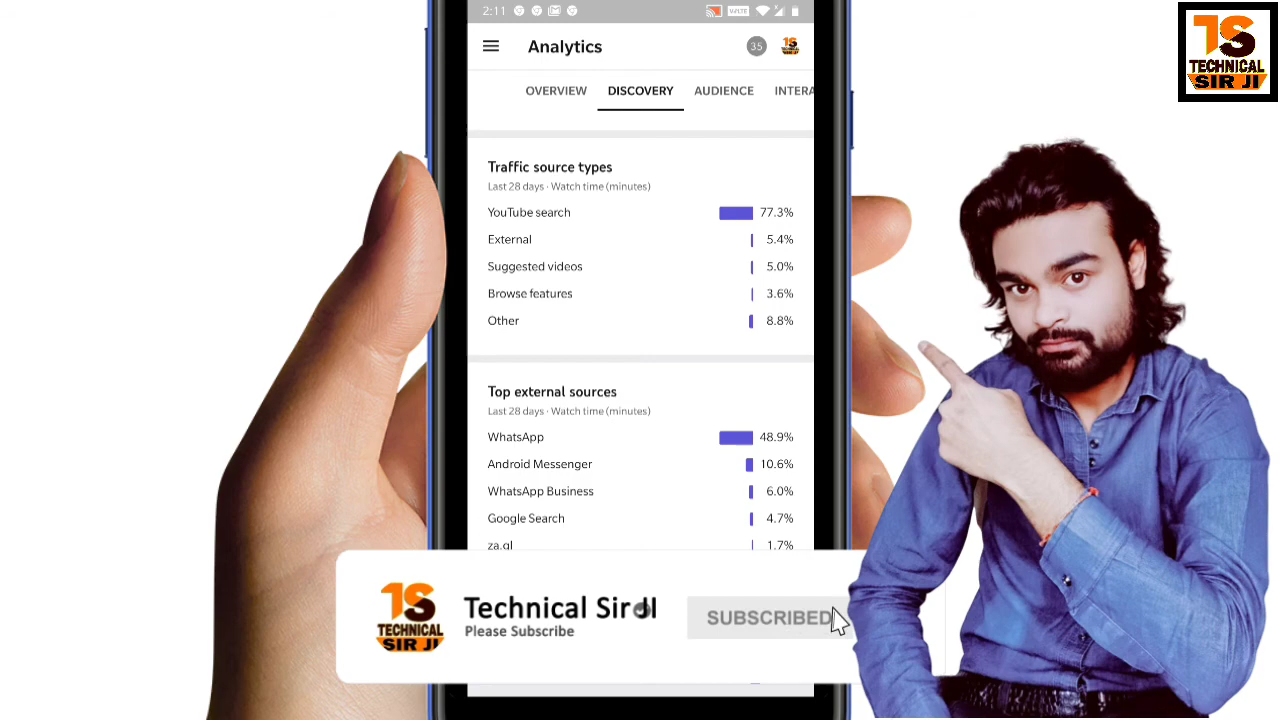 2:11
VoLTE
Analytics
35
OVERVIEW DISCOVERY AUDIENCE INTERA
Traffic source types
Last 28 days · Watch time (minutes)
YouTube search 77.3%
External 5.4%
Suggested videos 5.0%
Browse features 3.6%
Other 8.8%
Top external sources
Last 28 days · Watch time (minutes)
WhatsApp 48.9%
Android Messenger 10.6%
WhatsApp Business 6.0%
Google Search 4.7%
za.gl 1.7%
TS
TECHNICAL
SIR JI
Technical Sir JI
Please Subscribe
SUBSCRIBED
TS
TECHNICAL
SIR JI